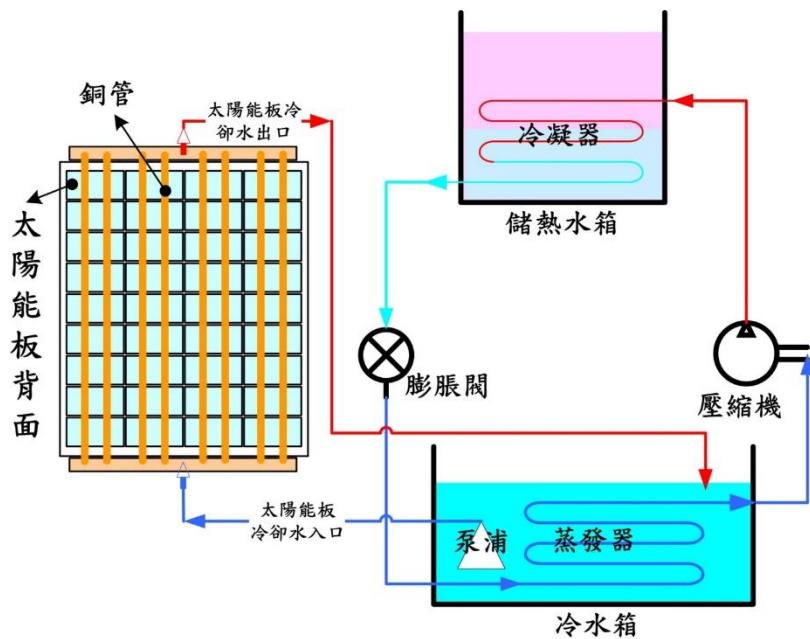 銅管
太陽能板冷
卻水出口
冷凝器
儲熱水箱
太陽能板背面
膨脹閥
壓縮機
太陽能板
冷卻水入口
泵浦
蒸發器
冷水箱